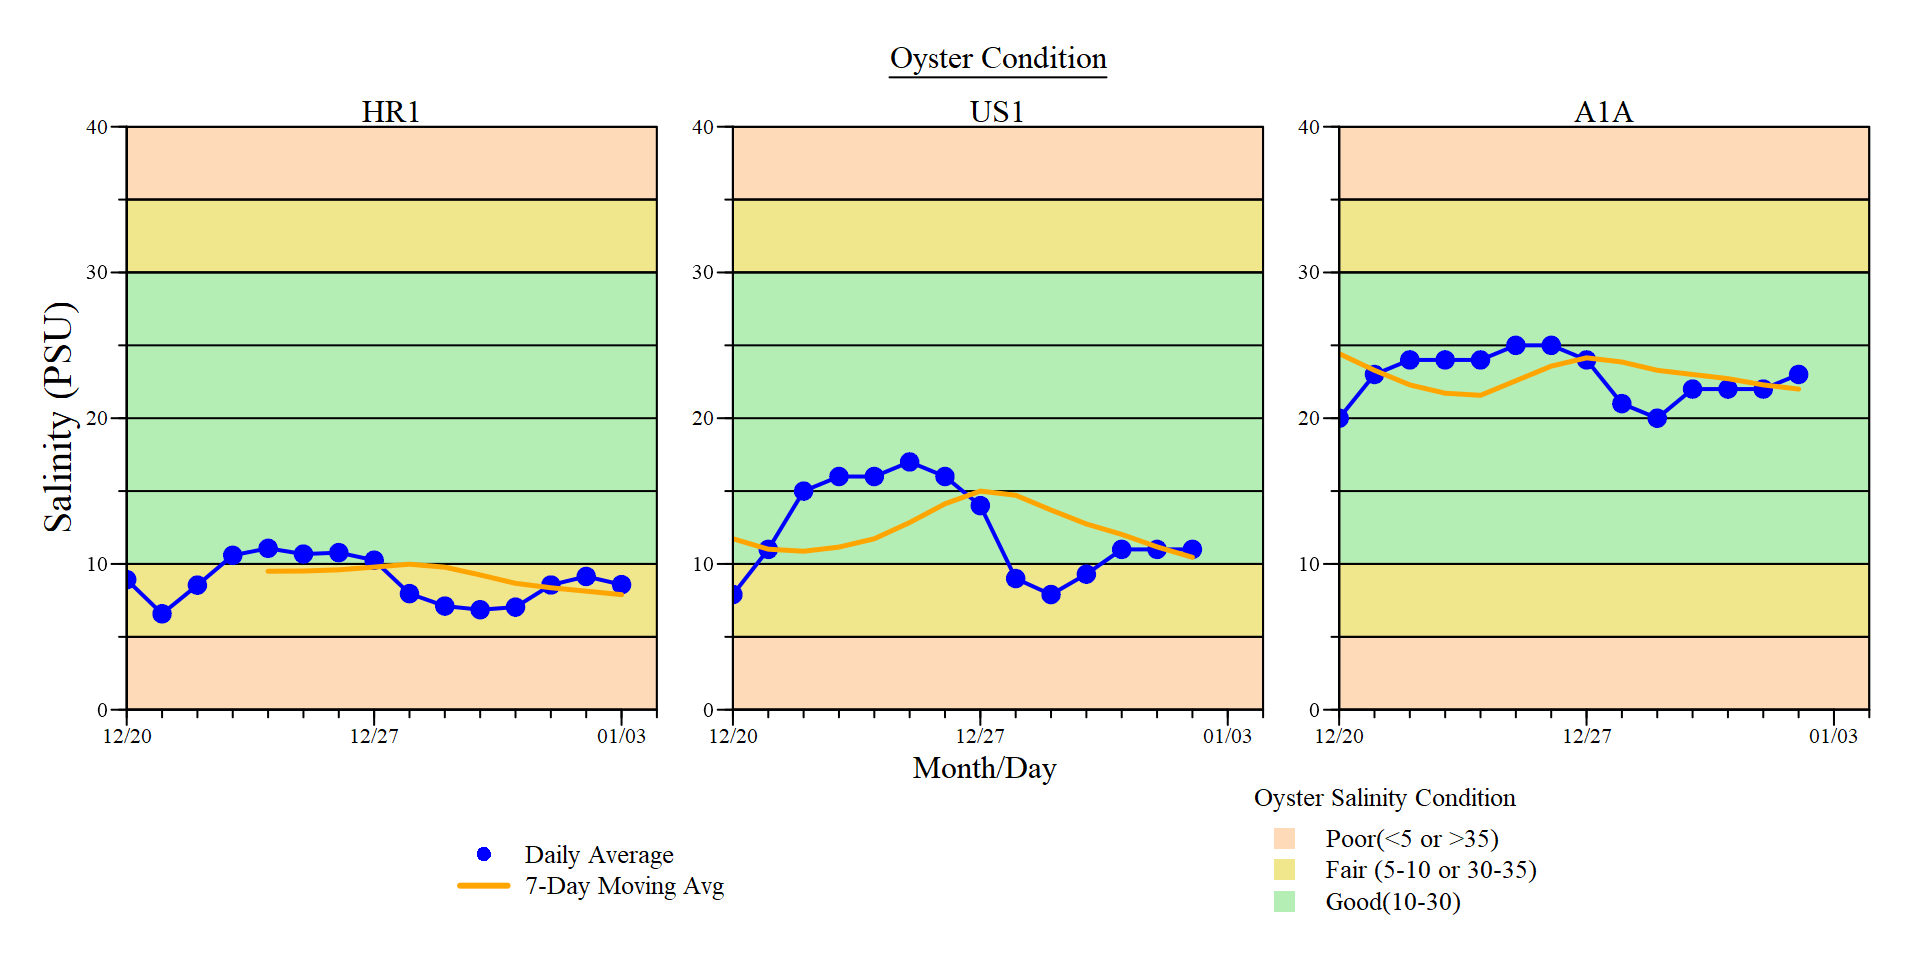 Oyster Condition
HR1
US1
A1A
Salinity (PSU)
40
30
20
10
0
12/20
12/27
01/03
40
30
20
10
0
12/20
12/27
01/03
40
30
20
10
0
12/20
12/27
01/03
Month/Day
Daily Average
7-Day Moving Avg
Oyster Salinity Condition
Poor(<5 or >35)
Fair (5-10 or 30-35)
Good(10-30)